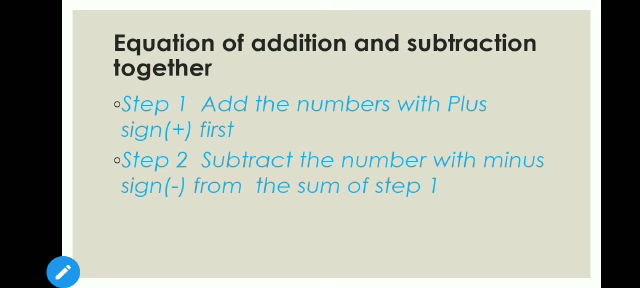 Equation of addition and subtraction
together
◦Step 1  Add the numbers with Plus
sign(+) first
◦Step 2  Subtract the number with minus
sign(-) from  the sum of step 1